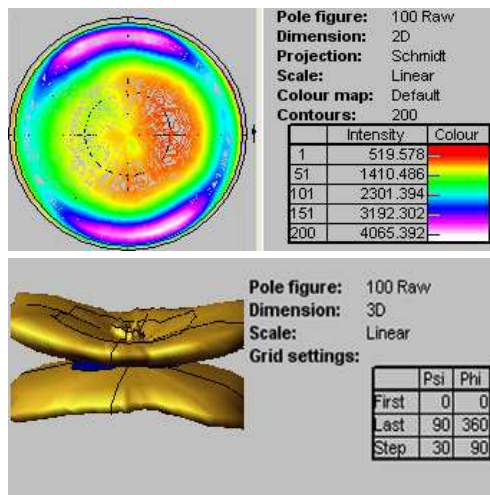 Pole figure: 100 Raw
Dimension: 2D
Projection: Schmidt
Scale: Linear
Colour map: Default
Contours: 200
Intensity Colour
1 519.578
51 1410.486
101 2301.394
151 3192.302
200 4065.392
Pole figure: 100 Raw
Dimension: 3D
Scale: Linear
Grid settings:
Psi Phi
First 0 0
Last 90 360
Step 30 90